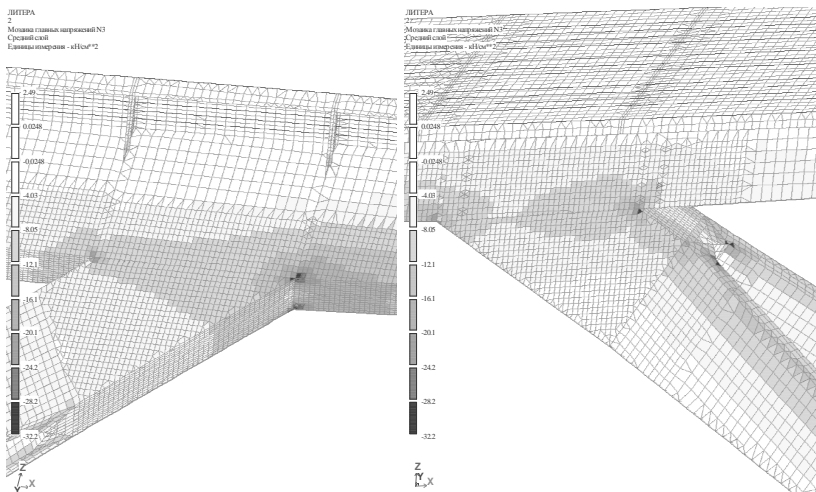 ЛИТЕРА
2
Мозаика главных напряжений N3
Средний слой
Единицы измерения - кН/см**2
2.49
0.0248
-0.0248
-4.03
-8.05
-12.1
-16.1
-20.1
-24.2
-28.2
-32.2
Z
Y
X
ЛИТЕРА
2
Мозаика главных напряжений N3
Средний слой
Единицы измерения - кН/см**2
2.49
0.0248
-0.0248
-4.03
-8.05
-12.1
-16.1
-20.1
-24.2
-28.2
-32.2
Z
Y
X